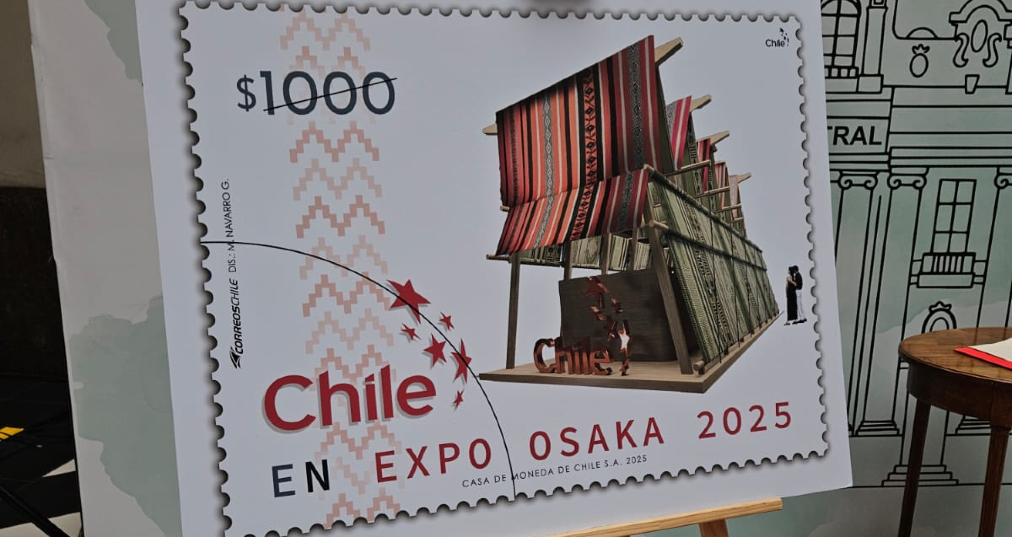 Chile
$1000
TRAL
DIS.: M. NAVARRO G.
CORREOSCHILE
Chile
Chile
EN EXPO OSAKA 2025
CASA DE MONEDA DE CHILE S.A. 2025